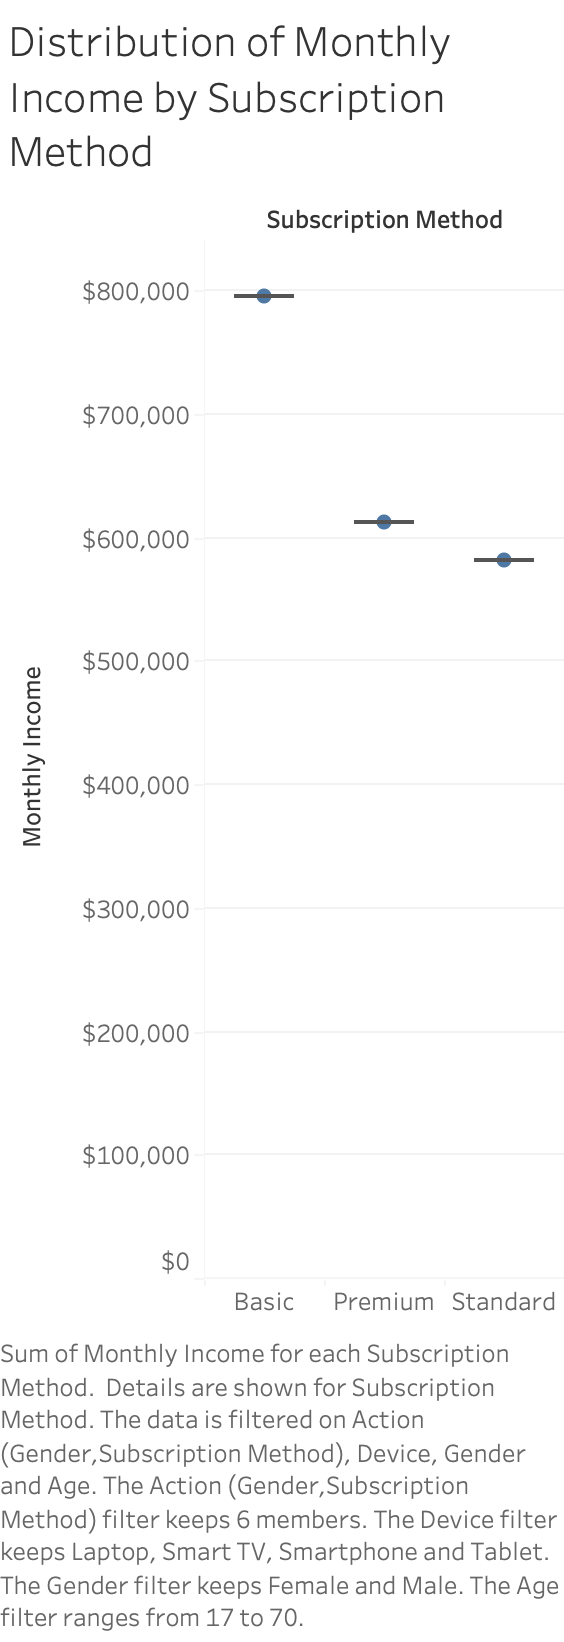 Distribution of Monthly
Income by Subscription
Method
Subscription Method
$800,000
$700,000
$600,000
$500,000
$400,000
$300,000
$200,000
$100,000
$0
Monthly Income
Basic
Premium
Standard
Sum of Monthly Income for each Subscription
Method.  Details are shown for Subscription
Method. The data is filtered on Action
(Gender,Subscription Method), Device, Gender
and Age. The Action (Gender,Subscription
Method) filter keeps 6 members. The Device filter
keeps Laptop, Smart TV, Smartphone and Tablet.
The Gender filter keeps Female and Male. The Age
filter ranges from 17 to 70.